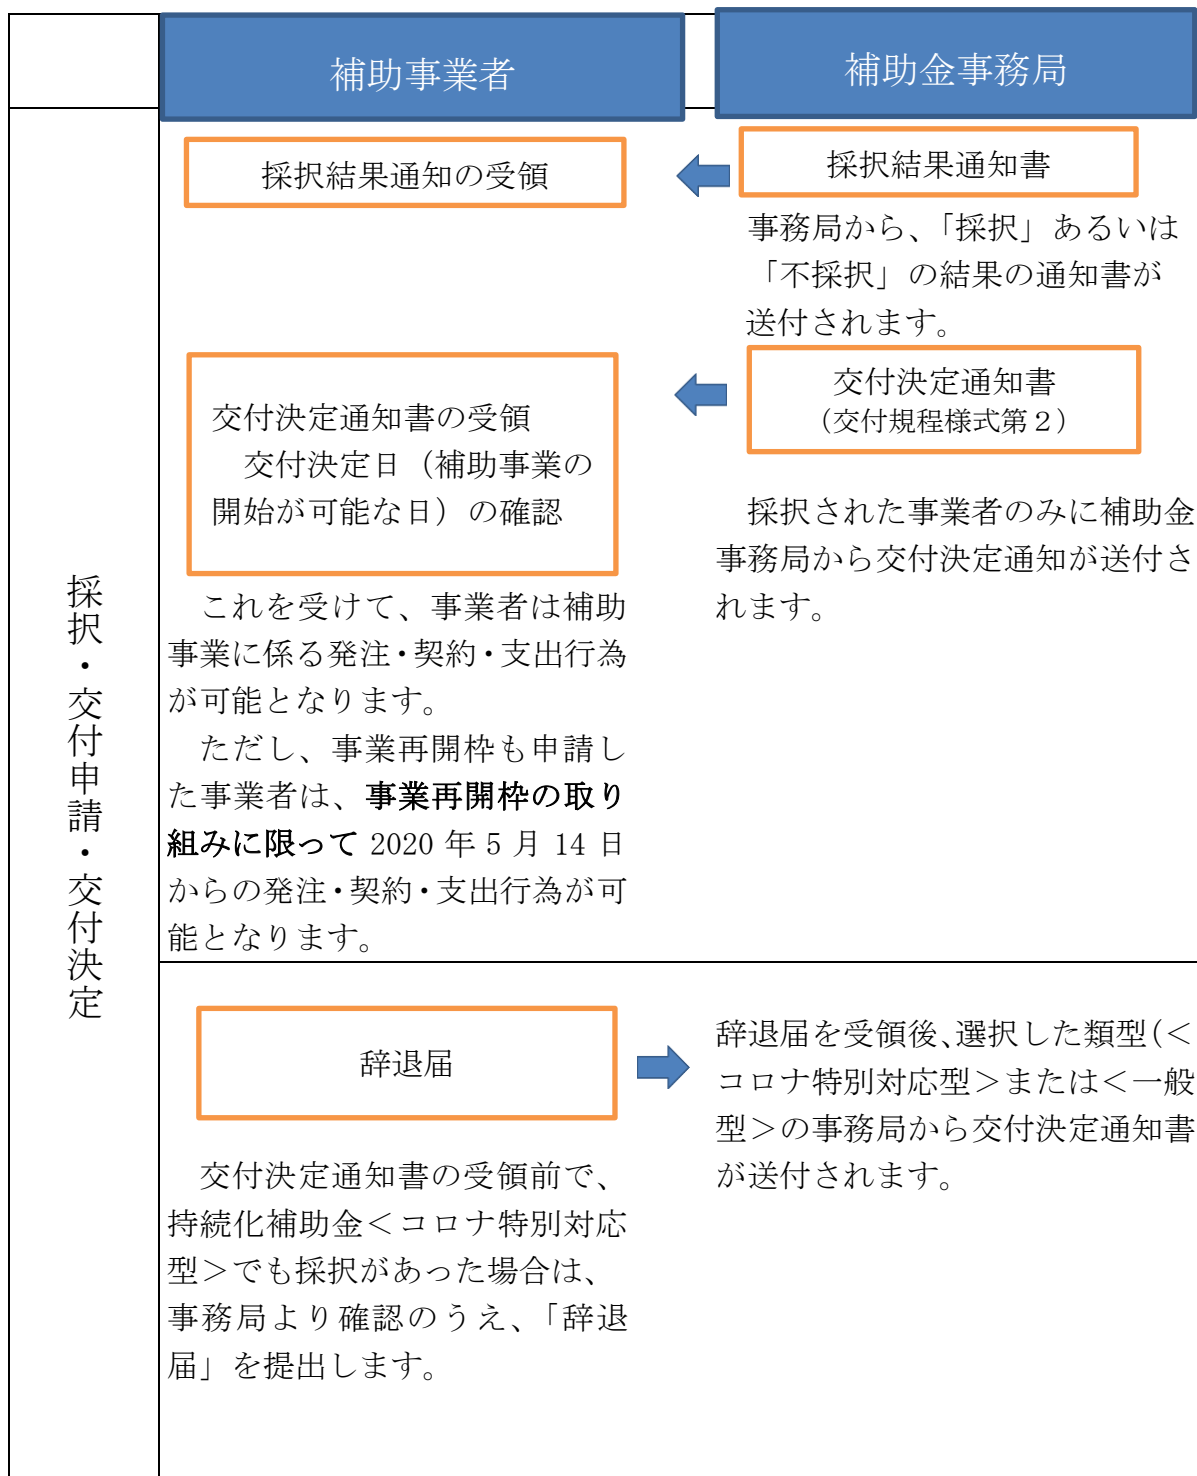 補助事業者
補助金事務局
採択・交付申請・交付決定
採択結果通知の受領
採択結果通知書
事務局から、「採択」あるいは
「不採択」の結果の通知書が
送付されます。
交付決定通知書の受領
交付決定日（補助事業の
開始が可能な日）の確認
交付決定通知書
（交付規程様式第２）
これを受けて、事業者は補助
事業に係る発注・契約・支出行為
が可能となります。
ただし、事業再開枠も申請し
た事業者は、事業再開枠の取り
組みに限って 2020 年 5 月 14 日
からの発注・契約・支出行為が可
能となります。
採択された事業者のみに補助金
事務局から交付決定通知が送付さ
れます。
辞退届
交付決定通知書の受領前で、
持続化補助金＜コロナ特別対応
型＞でも採択があった場合は、
事務局より確認のうえ、「辞退
届」を提出します。
辞退届を受領後、選択した類型（＜
コロナ特別対応型＞または＜一般
型＞の事務局から交付決定通知書
が送付されます。